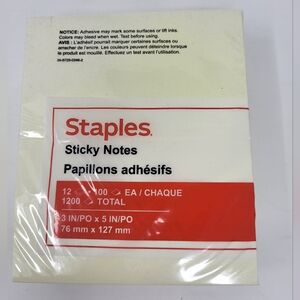 NOTICE: Adhesive may mark some surfaces or lift inks.
Colors may bleed when wet. Test before using.
AVIS : L'adhésif pourrait marquer certaines surfaces ou
arracher de l'encre. Les couleurs peuvent déteindre lorsque
le produit est mouillé. Effectuez un test avant l'utilisation.
Staples.
Sticky Notes
Papillons adhésifs
12 100 EA / CHAQUE
1200 TOTAL
3 IN/PO x 5 IN/PO
76 mm x 127 mm